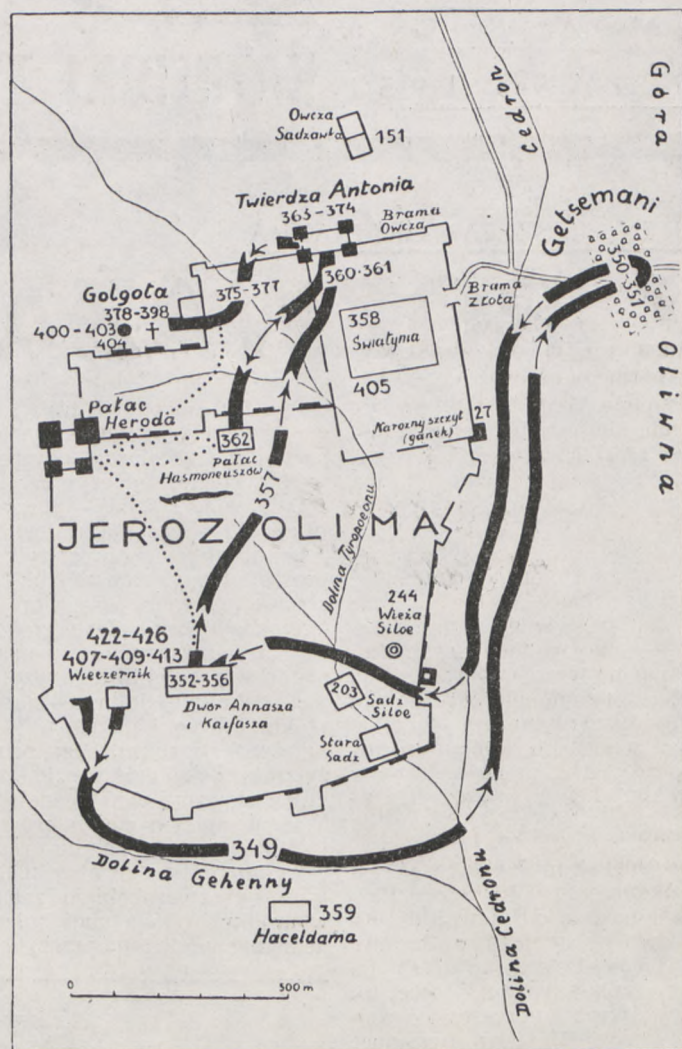 Góra
Oliwna
Cedron
Owcza
Sadzawka
151
Twierdza Antonia
365-374
Brama
Owcza
Getsemani
350-351
Brama
Złota
375-377
360·361
Golgota
378-398
400-403
404
358
Świątynia
405
Pałac
Heroda
362
Pałac
Hasmoneuszów
Narożny szczyt
(ganek)
27
357
JEROZOLIMA
Dolina Tyropoeonu
244
Wieża
Siloe
422-426
407-409·413
Wieczernik
352-356
Dwór Annasza
i Kaifasza
203
Sadz
Siloe
Stara
Sadz
349
Dolina Gehenny
359
Haceldama
Dolina Cedronu
0 500 m